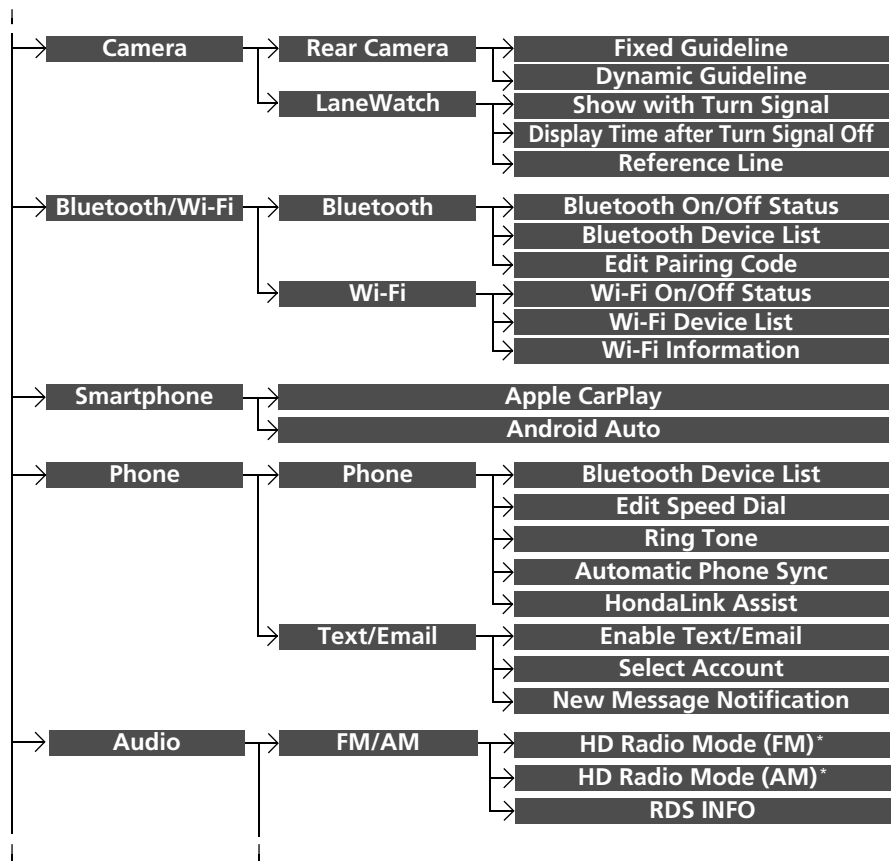 Camera
Rear Camera
Fixed Guideline
Dynamic Guideline
LaneWatch
Show with Turn Signal
Display Time after Turn Signal Off
Reference Line
Bluetooth/Wi-Fi
Bluetooth
Bluetooth On/Off Status
Bluetooth Device List
Edit Pairing Code
Wi-Fi
Wi-Fi On/Off Status
Wi-Fi Device List
Wi-Fi Information
Smartphone
Apple CarPlay
Android Auto
Phone
Phone
Bluetooth Device List
Edit Speed Dial
Ring Tone
Automatic Phone Sync
HondaLink Assist
Text/Email
Enable Text/Email
Select Account
New Message Notification
Audio
FM/AM
HD Radio Mode (FM)*
HD Radio Mode (AM)*
RDS INFO